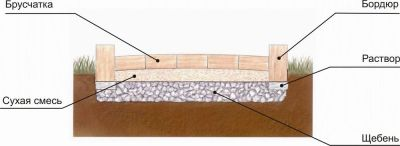 Брусчатка
Бордюр
Раствор
Сухая смесь
Щебень